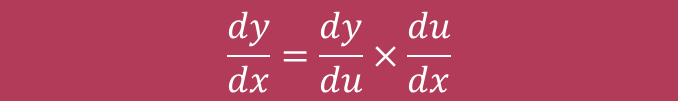 dy/dx = dy/du × du/dx